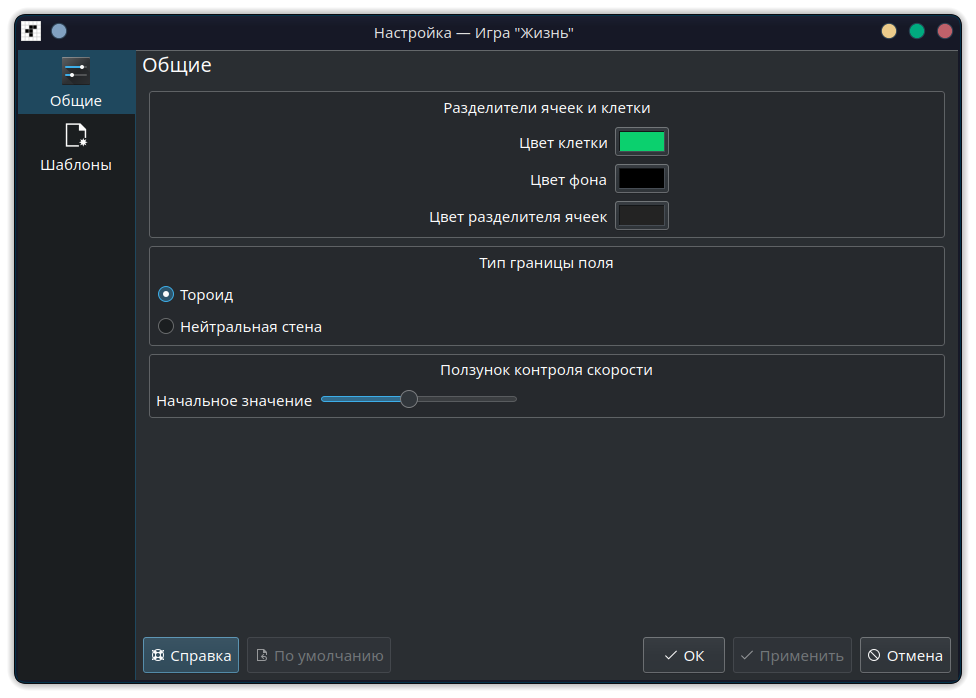 Настройка — Игра "Жизнь"
Общие
Шаблоны
Общие
Разделители ячеек и клетки
Цвет клетки
Цвет фона
Цвет разделителя ячеек
Тип границы поля
Тороид
Нейтральная стена
Ползунок контроля скорости
Начальное значение
Справка
По умолчанию
ОК
Применить
Отмена